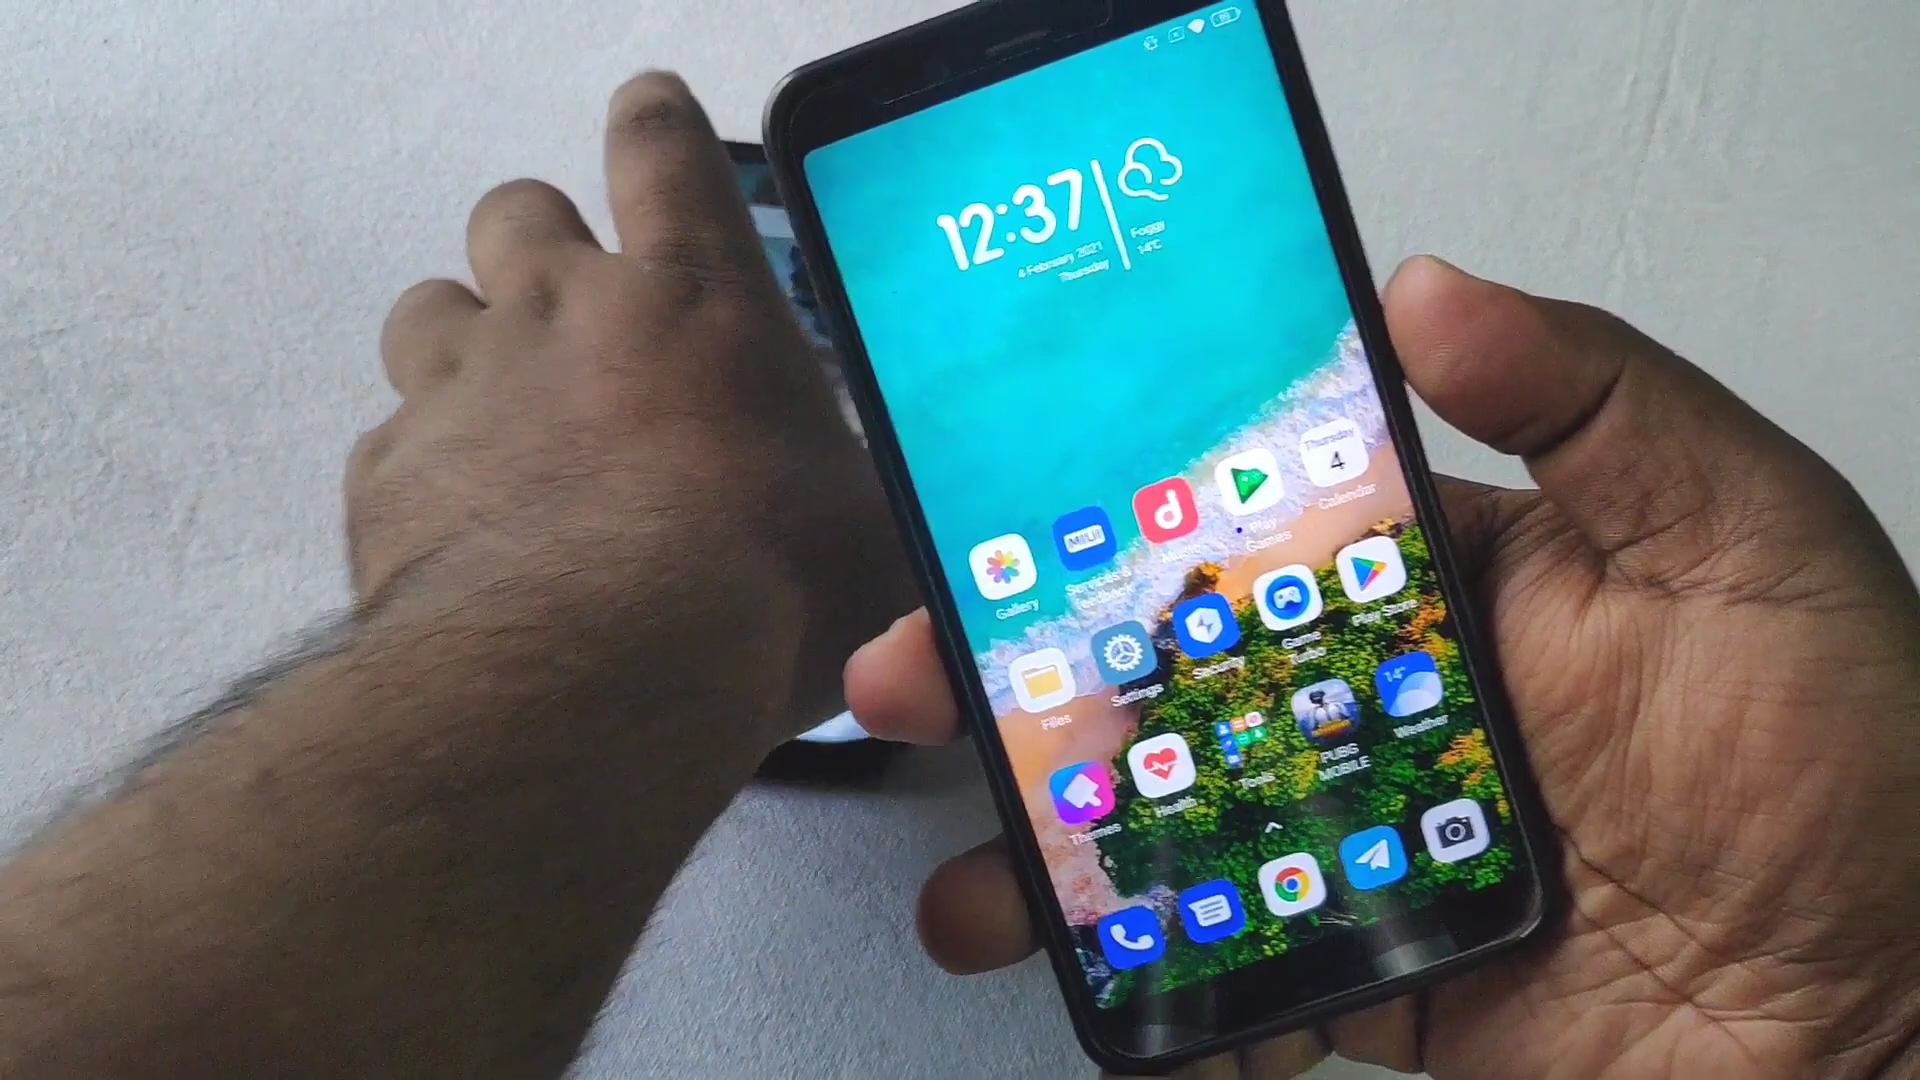 12:37
4 February 2021
Thursday
Foggy
14°C
Thursday
4
Calendar
Play
Games
Music
MIUI
Services &
feedback
Gallery
Play Store
Game
Turbo
Security
Settings
Files
14°
Weather
PUBG
MOBILE
Tools
Health
Themes